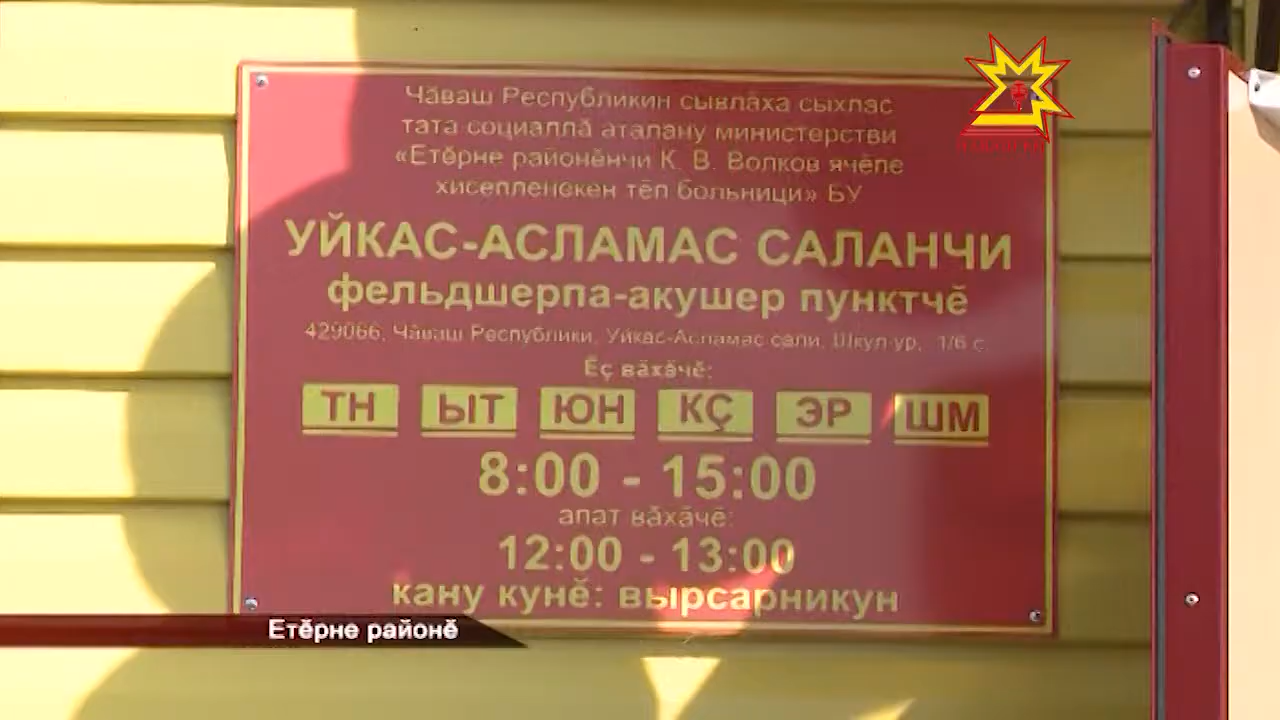 Чӑваш Республикин сывлӑха сыхлас
тата социаллӑ аталану министерстви
«Етӗрне районӗнчи К. В. Волков ячӗпе
хисепленекен тӗп больници» БУ
УЙКАС-АСЛАМАС САЛАНЧИ
фельдшерпа-акушер пунктчӗ
429066, Чӑваш Республики, Уйкас-Асламас сали, Шкул ур, 1/6 ҫ.
Ӗҫ вӑхӑчӗ:
ТН ЫТ ЮН КҪ ЭР ШМ
8:00 - 15:00
апат вӑхӑчӗ:
12:00 - 13:00
кану кунӗ: вырсарникун
Етӗрне районӗ